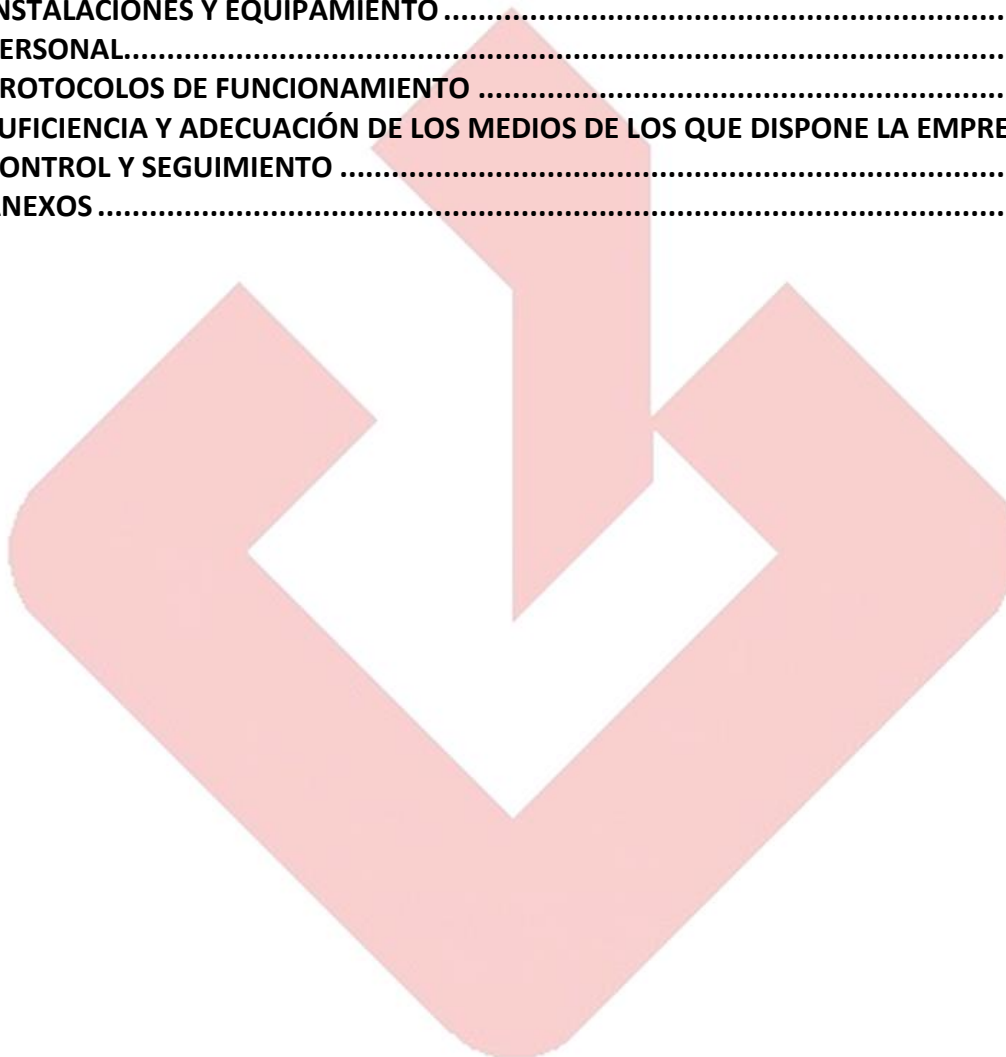 NSTALACIONES Y EQUIPAMIENTO ................................................
ERSONAL................................................
ROTOCOLOS DE FUNCIONAMIENTO ................................................
UFICIENCIA Y ADECUACIÓN DE LOS MEDIOS DE LOS QUE DISPONE LA EMPRE
ONTROL Y SEGUIMIENTO ................................................
NEXOS ................................................